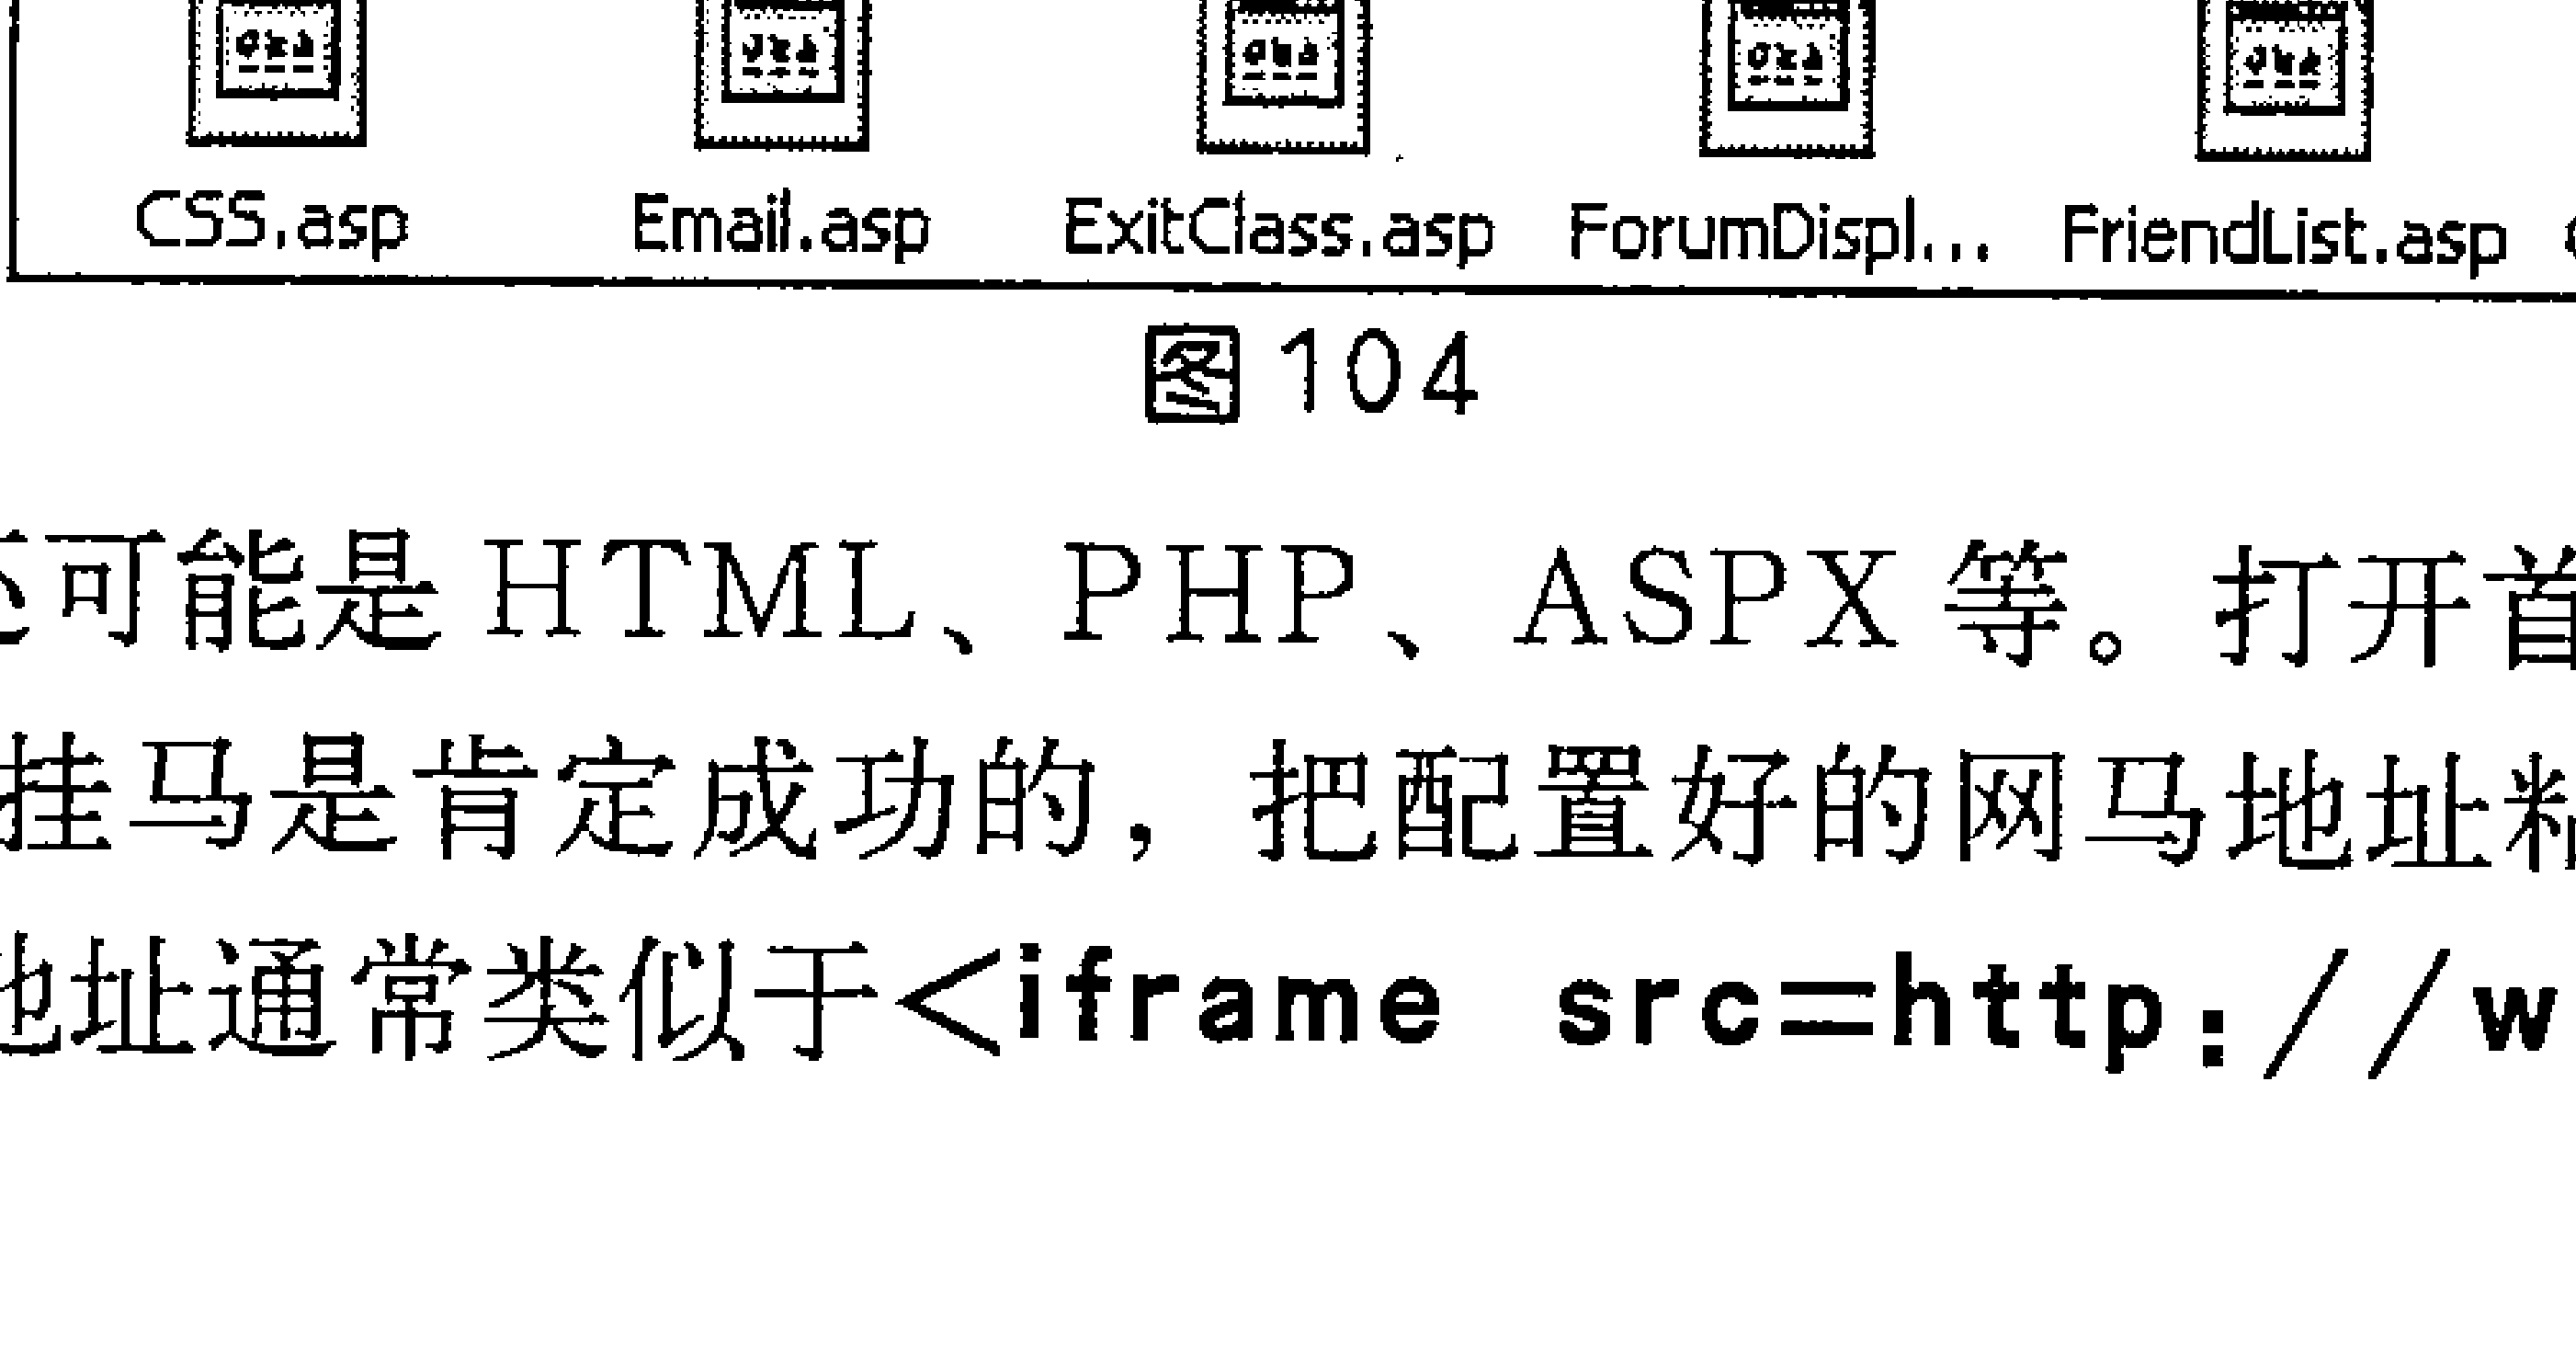 CSS.asp Email.asp ExitClass.asp ForumDispl... FriendList.asp
图 104
可能是 HTML、PHP、ASPX 等。打开首
挂马是肯定成功的，把配置好的网马地址粘
地址通常类似于<iframe src=http://w